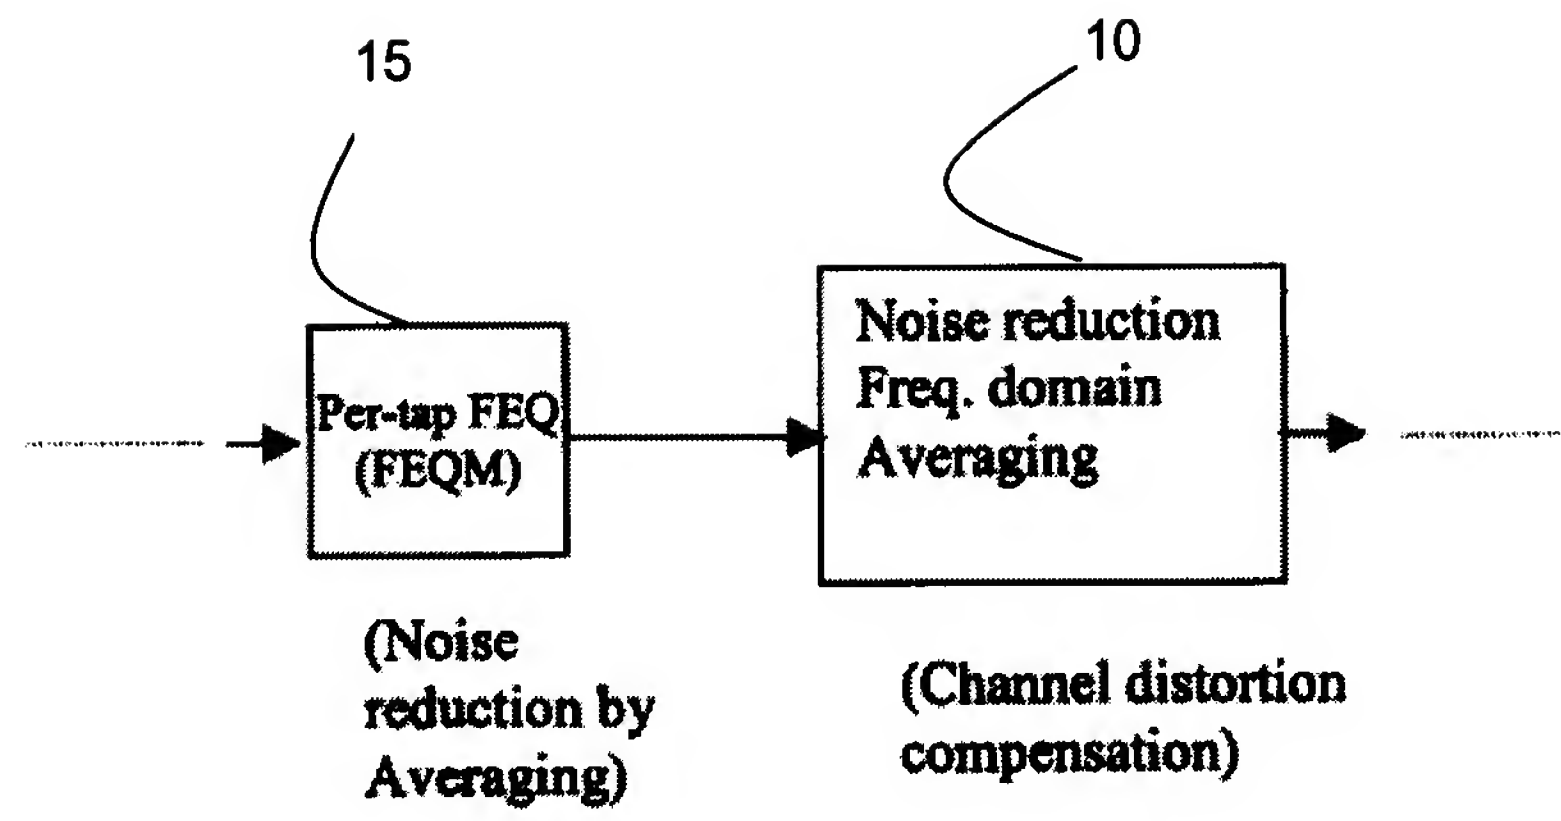 15
10
Per-tap FEQ
(FEQM)
Noise reduction
Freq. domain
Averaging
(Noise
reduction by
Averaging)
(Channel distortion
compensation)